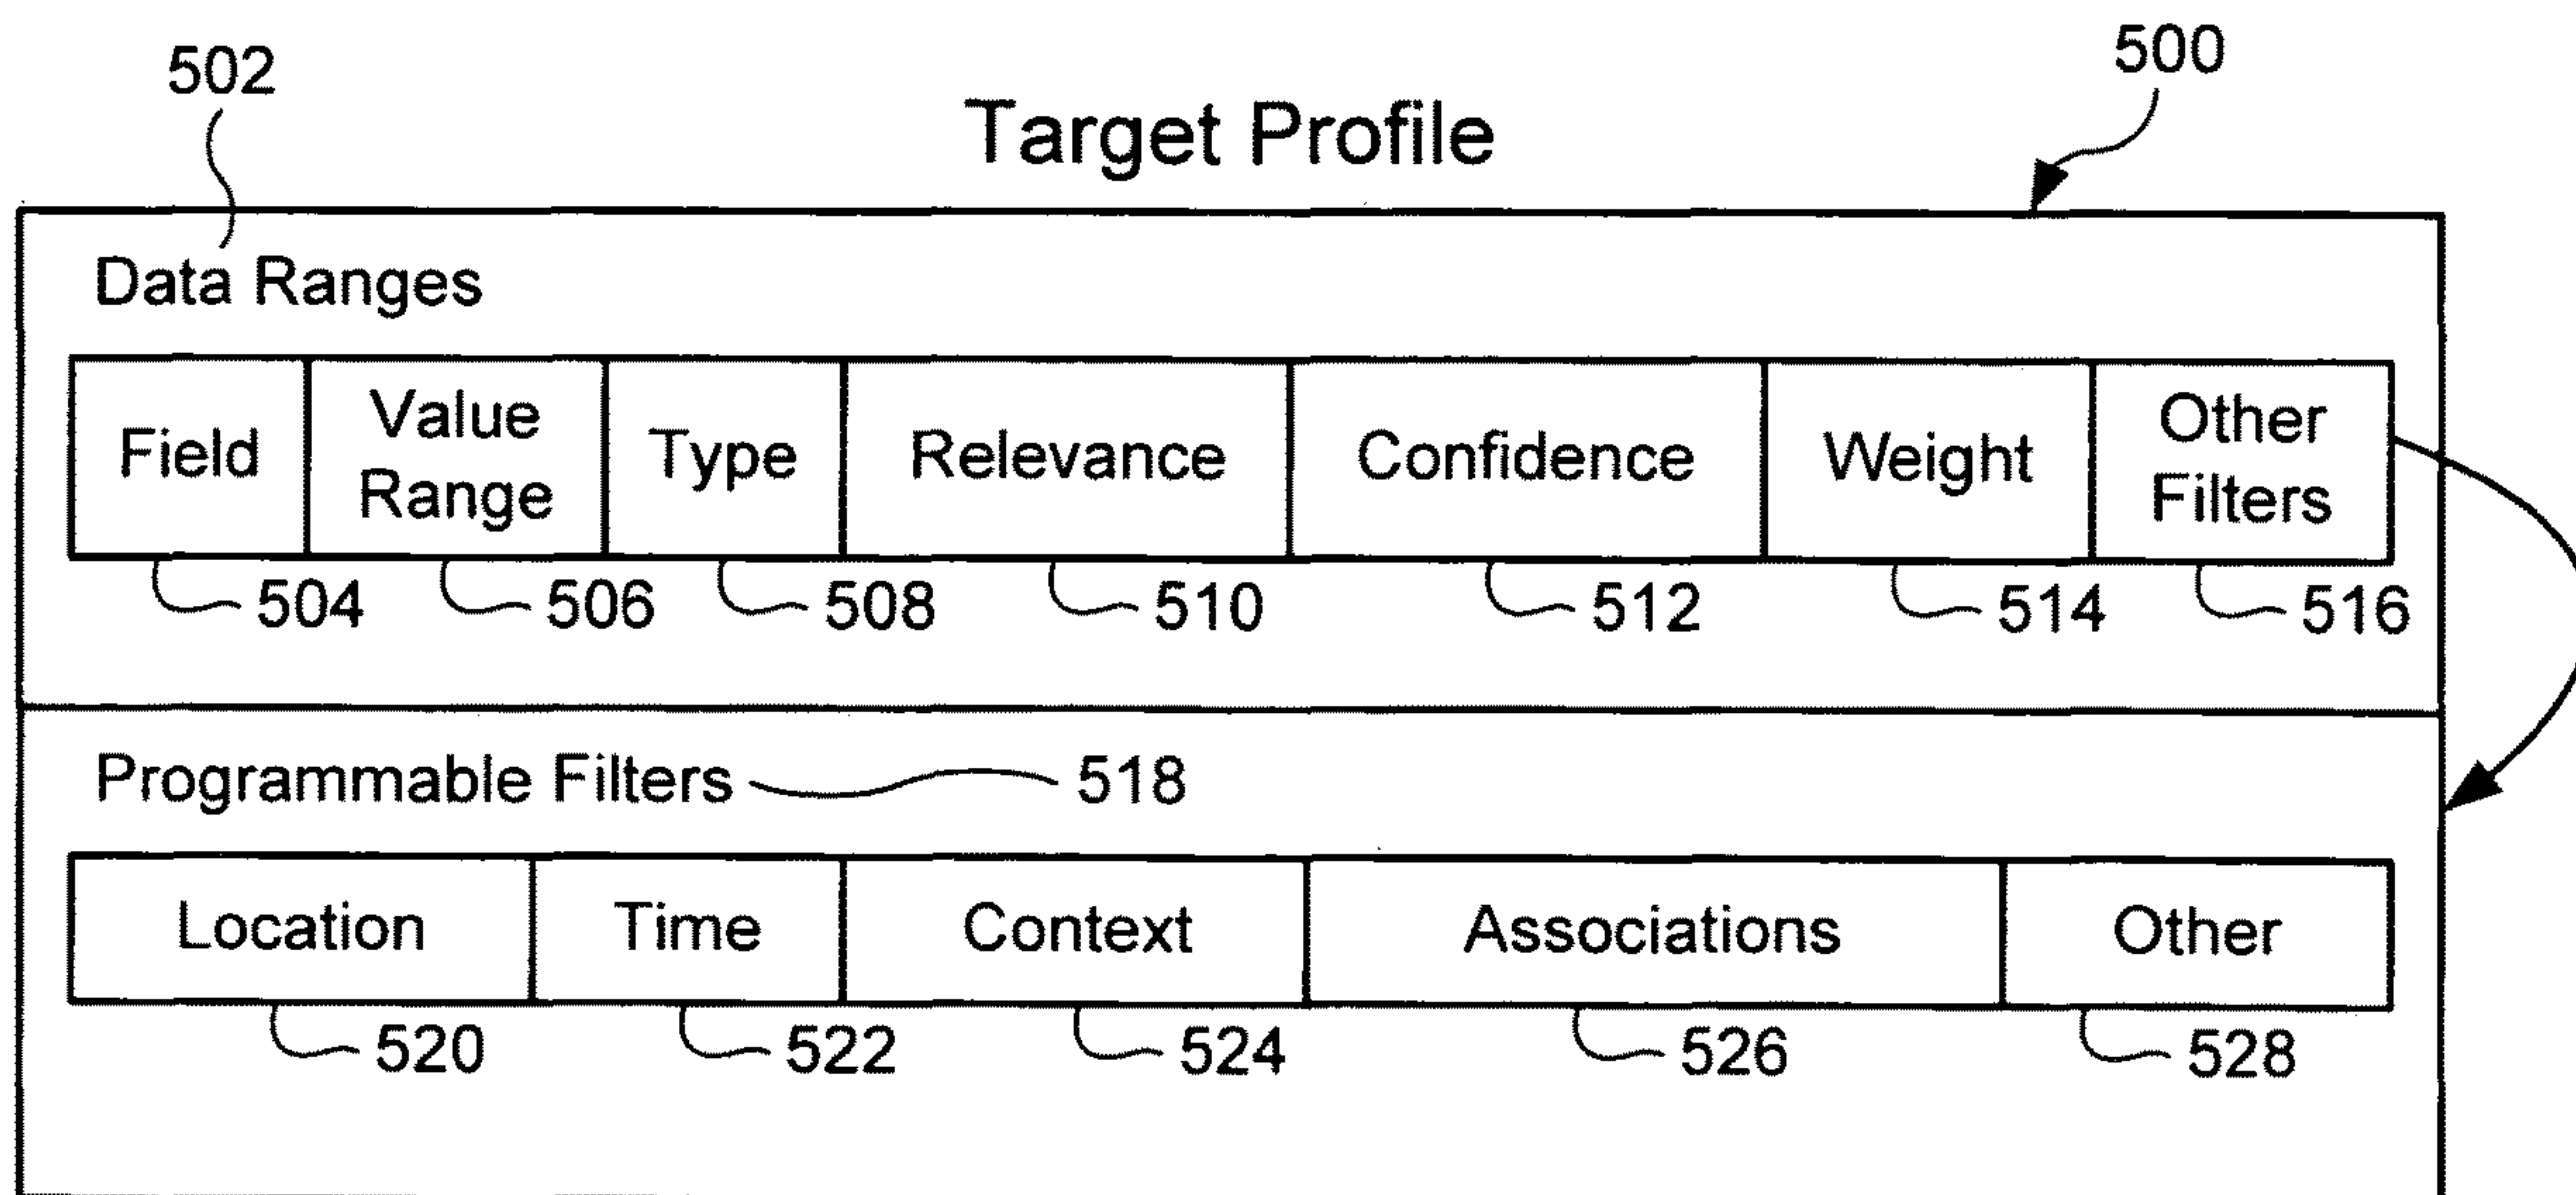 502
500
Target Profile
Data Ranges
Field
Value
Range
Type
Relevance
Confidence
Weight
Other
Filters
504
506
508
510
512
514
516
Programmable Filters
518
Location
Time
Context
Associations
Other
520
522
524
526
528